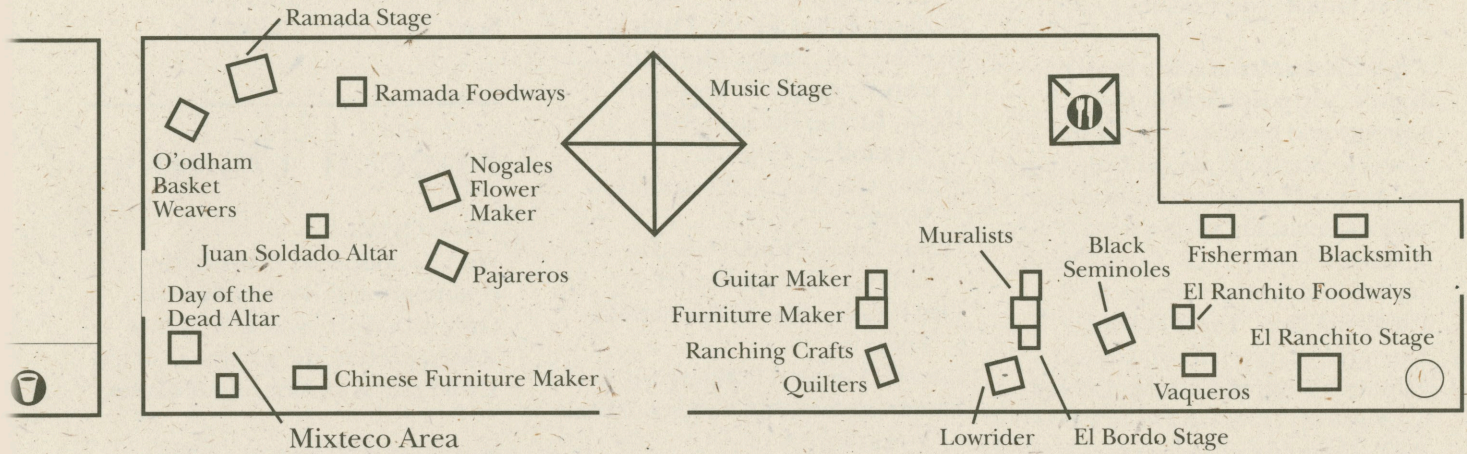 Ramada Stage
Ramada Foodways
Music Stage
O'odham
Basket
Weavers
Nogales
Flower
Maker
Juan Soldado Altar
Pajareros
Day of the
Dead Altar
Chinese Furniture Maker
Mixteco Area
Guitar Maker
Furniture Maker
Ranching Crafts
Quilters
Muralists
Black
Seminoles
Lowrider
El Bordo Stage
Fisherman
Blacksmith
El Ranchito Foodways
El Ranchito Stage
Vaqueros